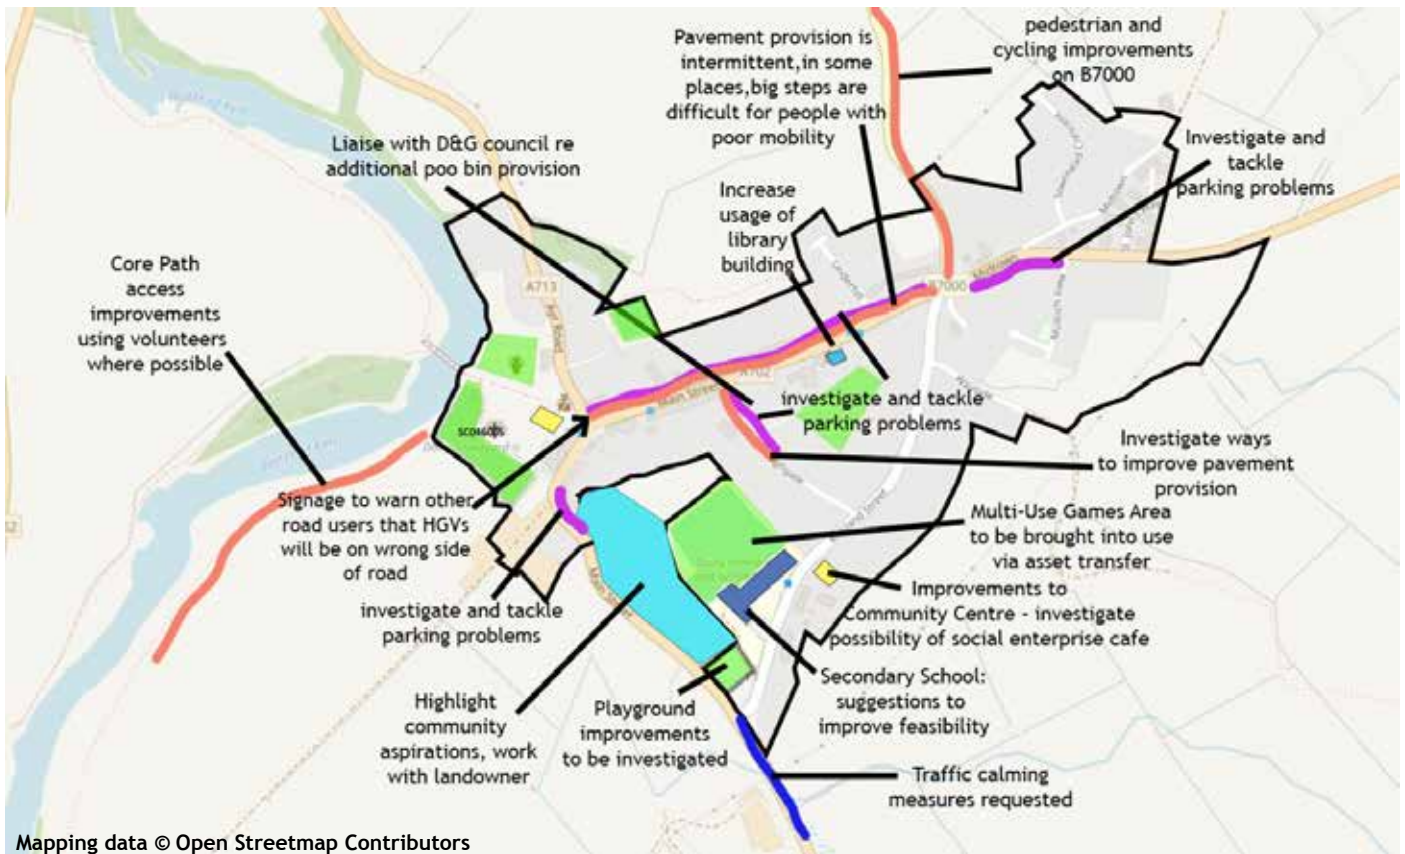 pedestrian and
cycling improvements
on B7000
Pavement provision is
intermittent,in some
places,big steps are
difficult for people with
poor mobility
Investigate and
tackle
parking problems
Liaise with D&G council re
additional poo bin provision
Increase
usage of
library
building
Core Path
access
improvements
using volunteers
where possible
A713
Ayr Road
B7000
Midtown
A702
Main Street
investigate and tackle
parking problems
Investigate ways
to improve pavement
provision
Signage to warn other
road users that HGVs
will be on wrong side
of road
Multi-Use Games Area
to be brought into use
via asset transfer
investigate and tackle
parking problems
Main Street
Improvements to
Community Centre - investigate
possibility of social enterprise cafe
Secondary School:
suggestions to
improve feasibility
Highlight
community
aspirations, work
with landowner
Playground
improvements
to be investigated
Traffic calming
measures requested
Mapping data © Open Streetmap Contributors